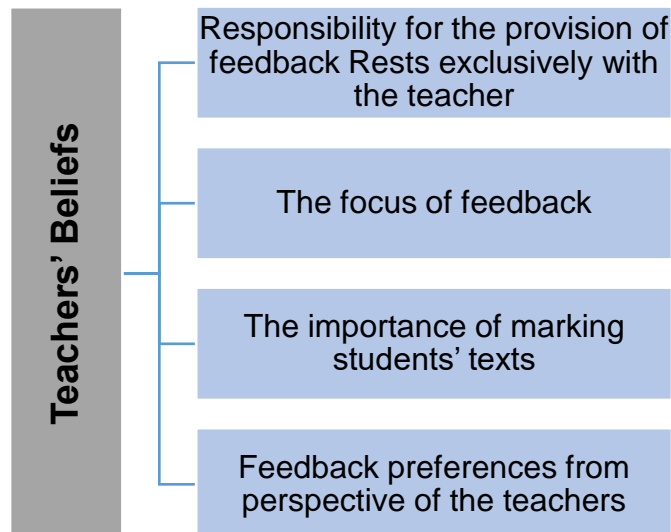 Teachers' Beliefs
Responsibility for the provision of
feedback Rests exclusively with
the teacher
The focus of feedback
The importance of marking
students' texts
Feedback preferences from
perspective of the teachers